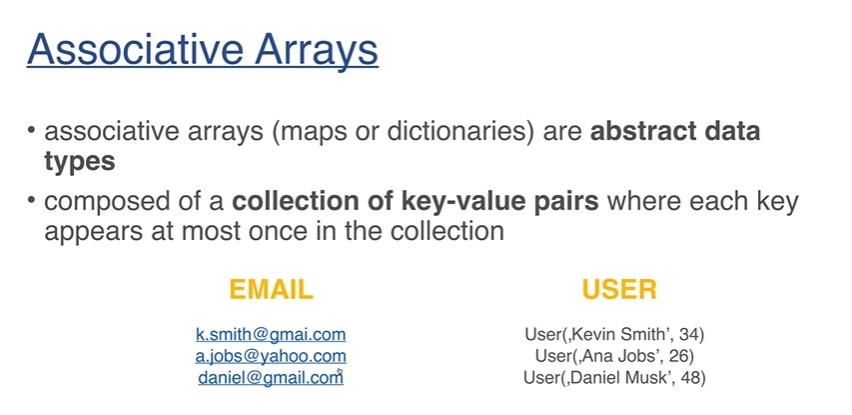 Associative Arrays
• associative arrays (maps or dictionaries) are abstract data
types
• composed of a collection of key-value pairs where each key
appears at most once in the collection
EMAIL USER
k.smith@gmai.com User(‚Kevin Smith’, 34)
a.jobs@yahoo.com User(‚Ana Jobs’, 26)
daniel@gmail.com User(‚Daniel Musk’, 48)